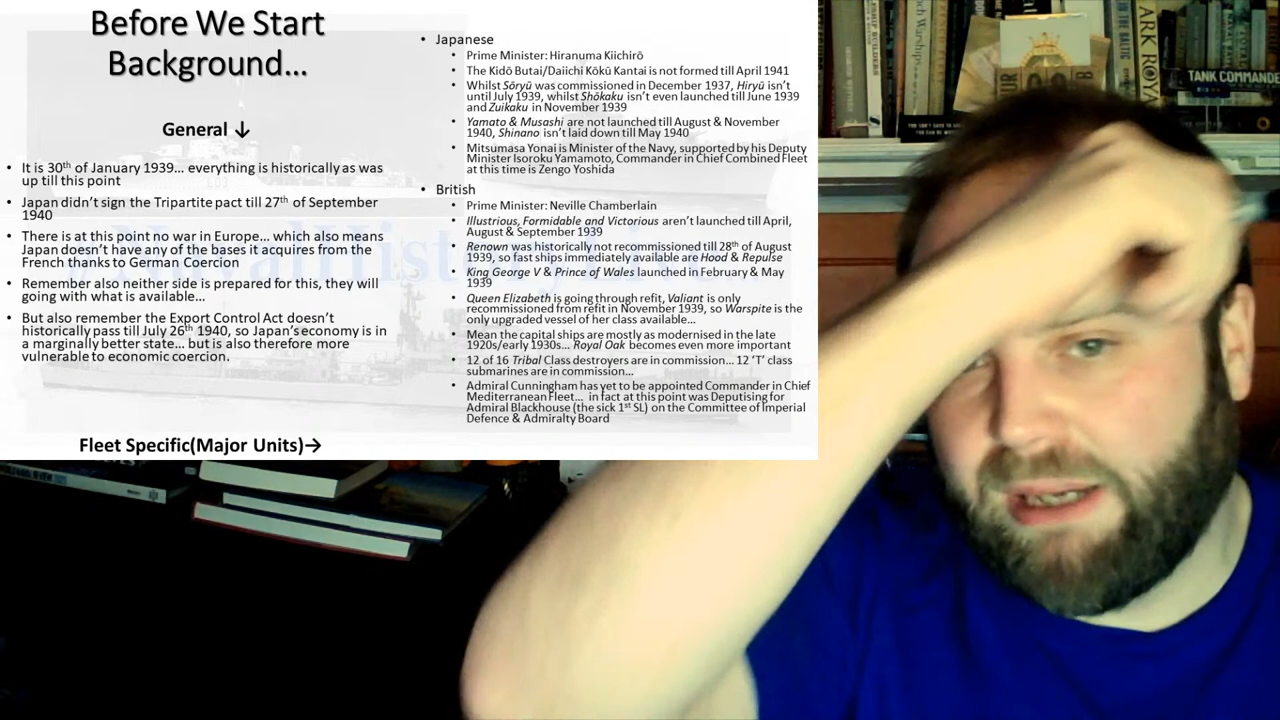 Before We Start
Background...
General ↓
• It is 30th of January 1939... everything is historically as was
up till this point
• Japan didn't sign the Tripartite pact till 27th of September
1940
• There is at this point no war in Europe... which also means
Japan doesn't have any of the bases it acquires from the
French thanks to German Coercion
• Remember also neither side is prepared for this, they will
going with what is available...
• But also remember the Export Control Act doesn't
historically pass till July 26th 1940, so Japan's economy is in
a marginally better state... but is also therefore more
vulnerable to economic coercion.
Fleet Specific(Major Units)→
• Japanese
• Prime Minister: Hiranuma Kiichirō
• The Kidō Butai/Daiichi Kōkū Kantai is not formed till April 1941
• Whilst Sōryū was commissioned in December 1937, Hiryū isn't
until July 1939, whilst Shōkaku isn't even launched till June 1939
and Zuikaku in November 1939
• Yamato & Musashi are not launched till August & November
1940, Shinano isn't laid down till May 1940
• Mitsumasa Yonai is Minister of the Navy, supported by his Deputy
Minister Isoroku Yamamoto, Commander in Chief Combined Fleet
at this time is Zengo Yoshida
• British
• Prime Minister: Neville Chamberlain
• Illustrious, Formidable and Victorious aren't launched till April,
August & September 1939
• Renown was historically not recommissioned till 28th of August
1939, so fast ships immediately available are Hood & Repulse
• King George V & Prince of Wales launched in February & May
1939
• Queen Elizabeth is going through refit, Valiant is only
recommissioned from refit in November 1939, so Warspite is the
only upgraded vessel of her class available...
• Mean the capital ships are mostly as modernised in the late
1920s/early 1930s... Royal Oak becomes even more important
• 12 of 16 Tribal Class destroyers are in commission... 12 'T' class
submarines are in commission...
• Admiral Cunningham has yet to be appointed Commander in Chief
Mediterranean Fleet... in fact at this point was Deputising for
Admiral Blackhouse (the sick 1st SL) on the Committee of Imperial
Defence & Admiralty Board
IN THE BALTIC
ARK ROYAL
TANK COMMANDE